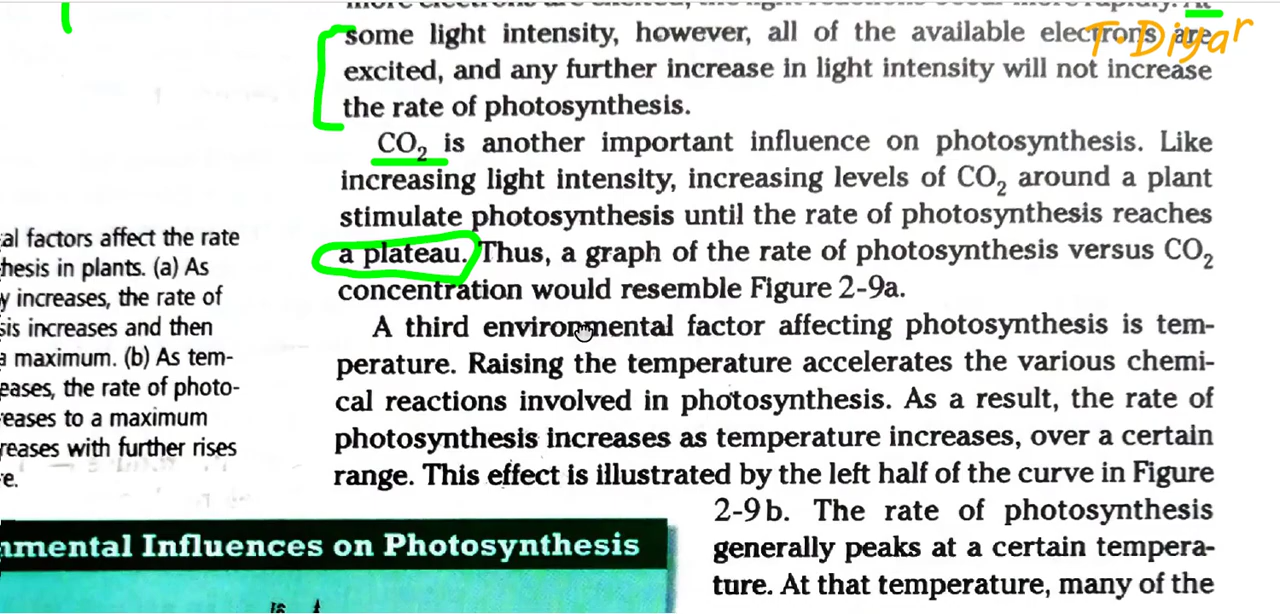 T. Diyar
some light intensity, however, all of the available electrons are
excited, and any further increase in light intensity will not increase
the rate of photosynthesis.
CO₂ is another important influence on photosynthesis. Like
increasing light intensity, increasing levels of CO₂ around a plant
stimulate photosynthesis until the rate of photosynthesis reaches
a plateau. Thus, a graph of the rate of photosynthesis versus CO₂
concentration would resemble Figure 2-9a.
A third environmental factor affecting photosynthesis is tem-
perature. Raising the temperature accelerates the various chemi-
cal reactions involved in photosynthesis. As a result, the rate of
photosynthesis increases as temperature increases, over a certain
range. This effect is illustrated by the left half of the curve in Figure
2-9b. The rate of photosynthesis
generally peaks at a certain tempera-
ture. At that temperature, many of the
al factors affect the rate
hesis in plants. (a) As
y increases, the rate of
sis increases and then
a maximum. (b) As tem-
eases, the rate of photo-
reases to a maximum
reases with further rises
e.
nmental Influences on Photosynthesis